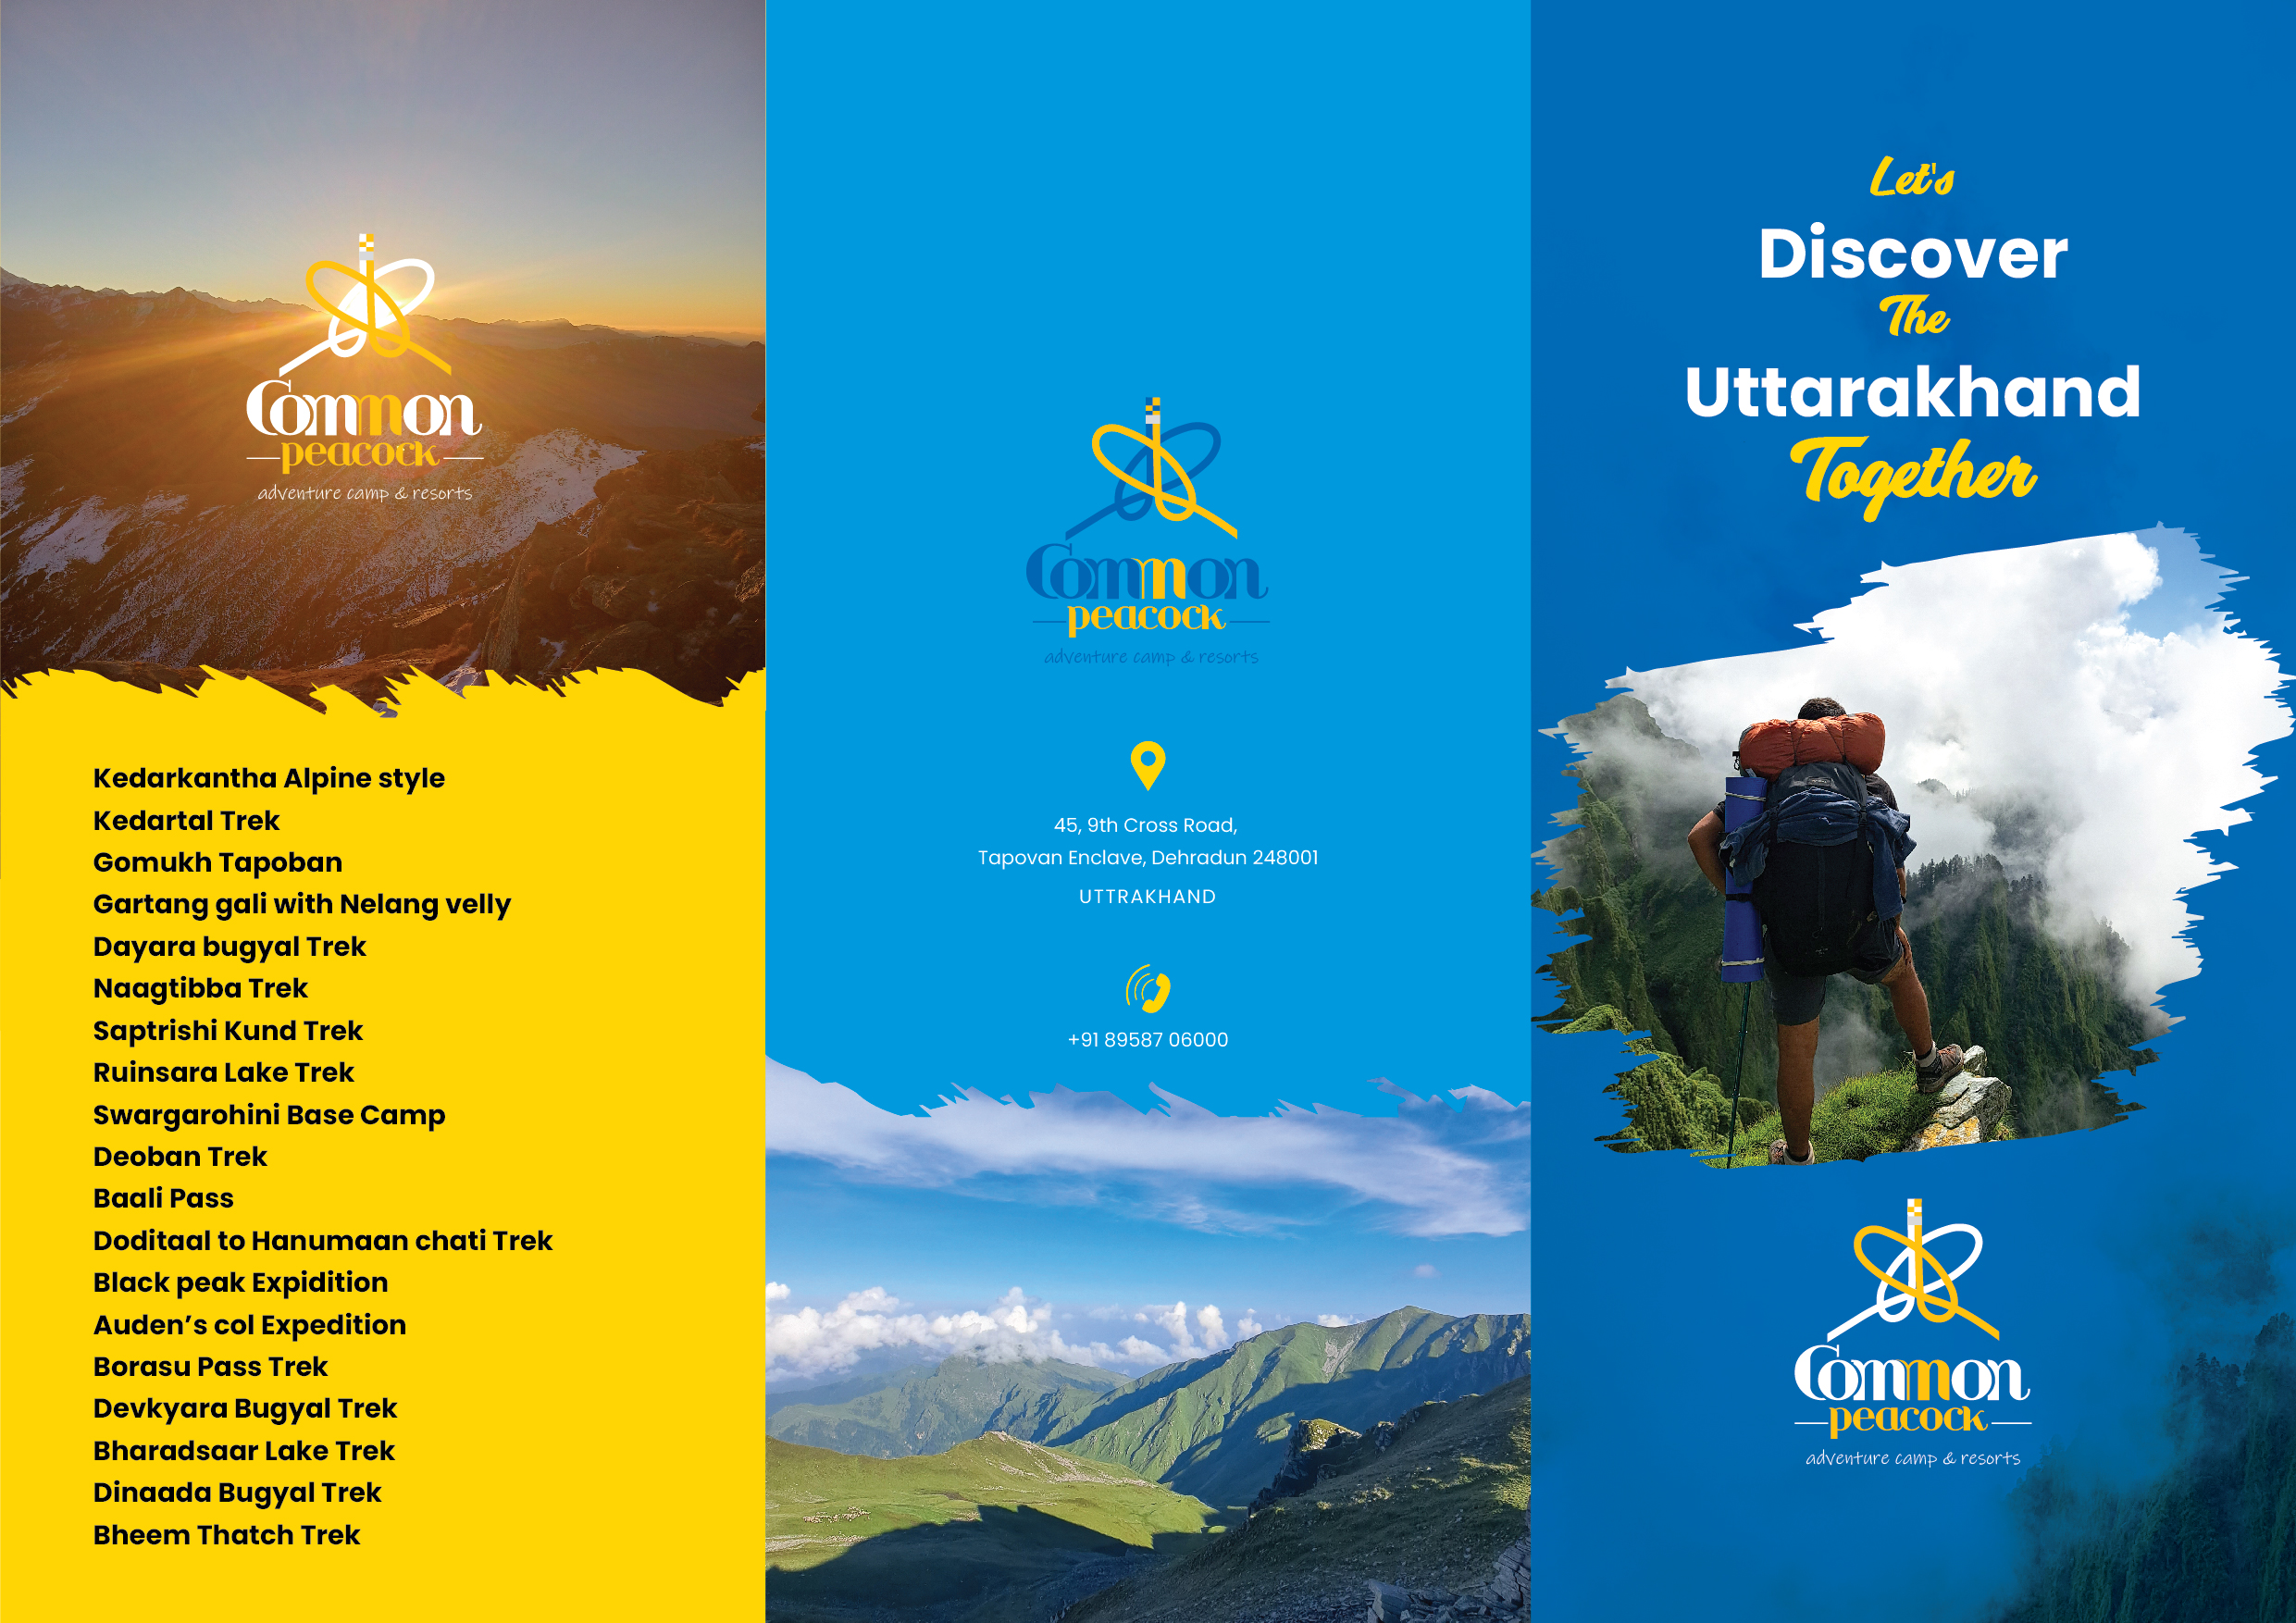 Common
peacock
adventure camp & resorts
Kedarkantha Alpine style
Kedartal Trek
Gomukh Tapoban
Gartang gali with Nelang velly
Dayara bugyal Trek
Naagtibba Trek
Saptrishi Kund Trek
Ruinsara Lake Trek
Swargarohini Base Camp
Deoban Trek
Baali Pass
Doditaal to Hanumaan chati Trek
Black peak Expidition
Auden’s col Expedition
Borasu Pass Trek
Devkyara Bugyal Trek
Bharadsaar Lake Trek
Dinaada Bugyal Trek
Bheem Thatch Trek
Common
peacock
adventure camp & resorts
45, 9th Cross Road,
Tapovan Enclave, Dehradun 248001
UTTRAKHAND
+91 89587 06000
Let's
Discover
The
Uttarakhand
Together
Common
peacock
adventure camp & resorts